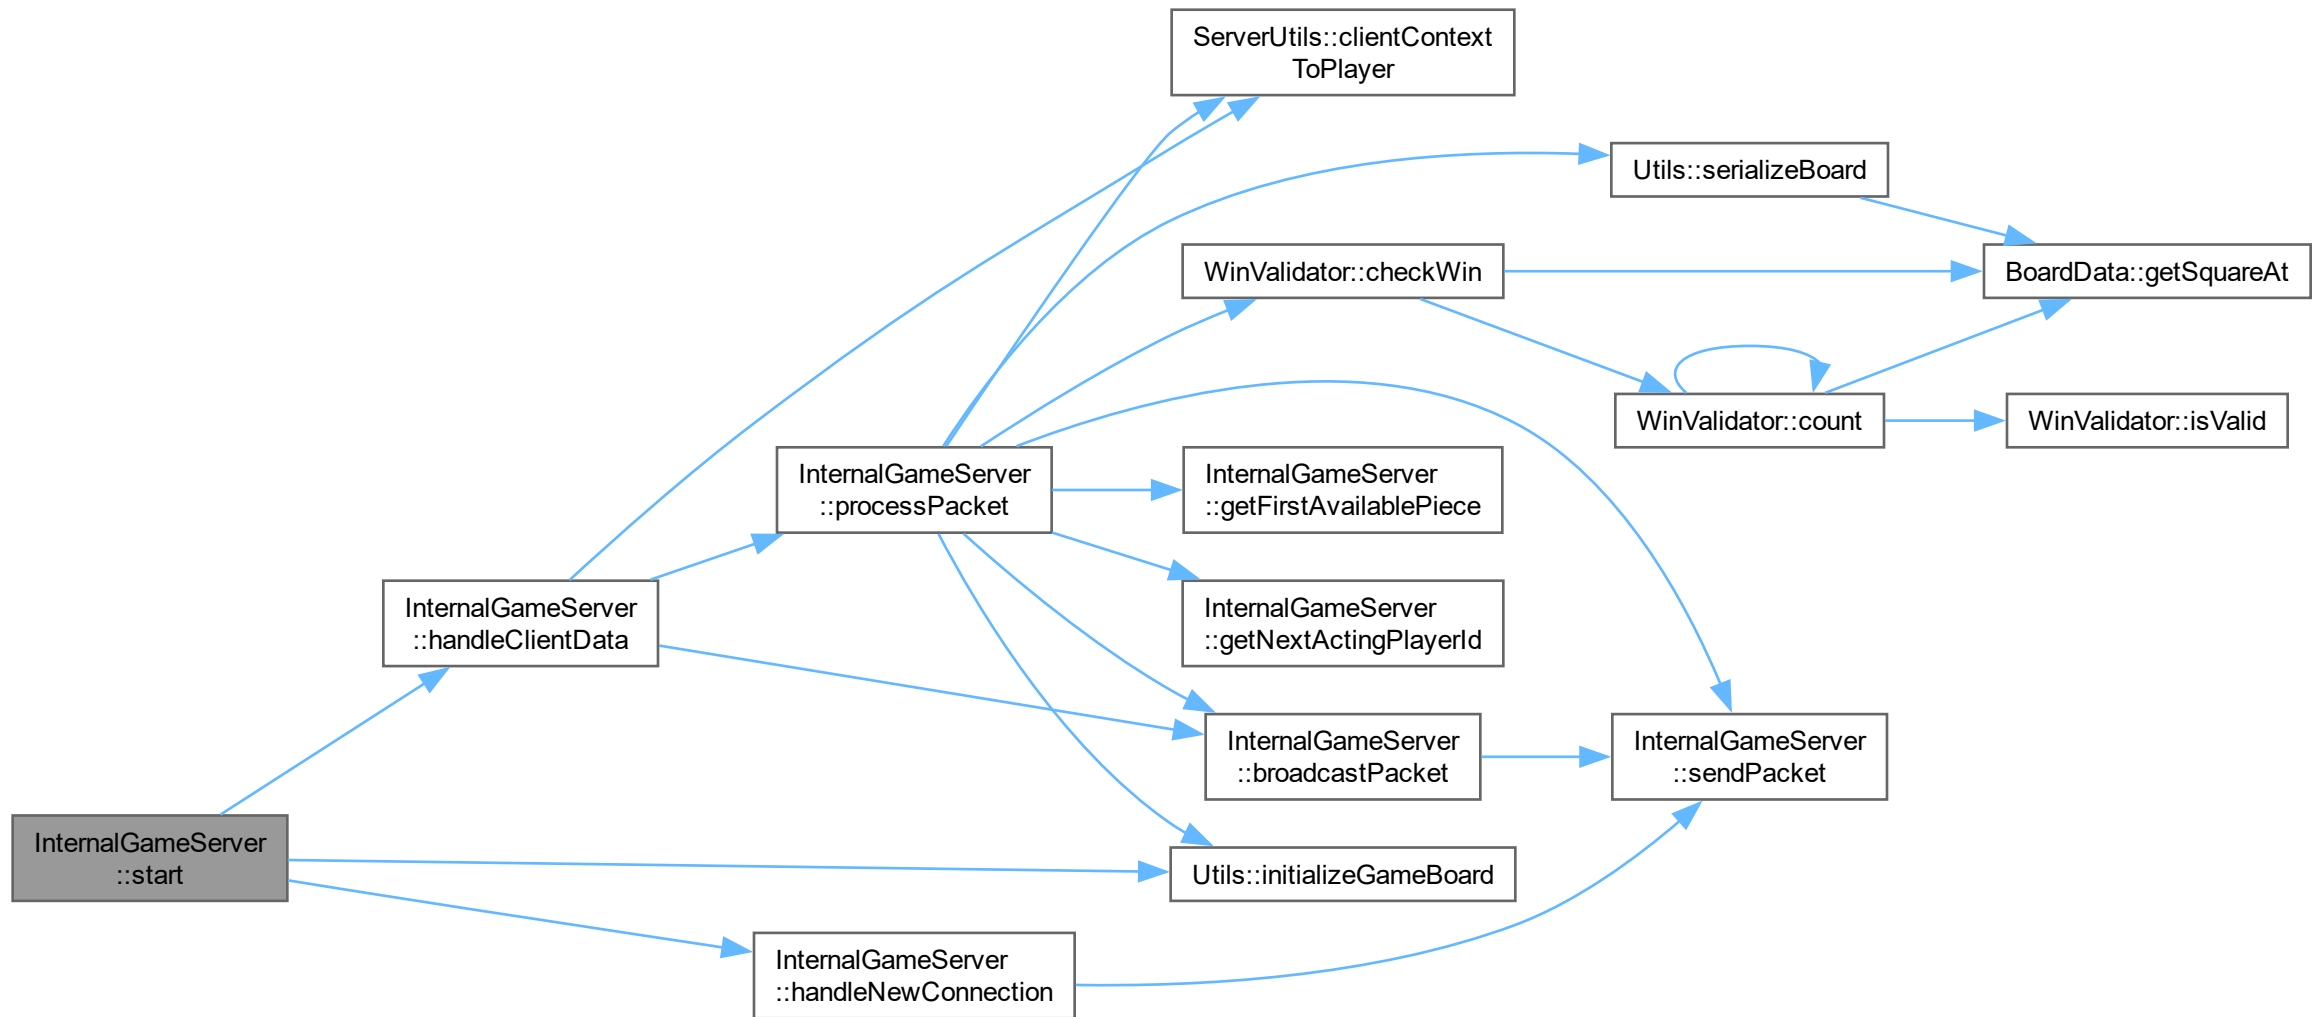 ServerUtils::clientContext
ToPlayer
Utils::serializeBoard
WinValidator::checkWin
BoardData::getSquareAt
WinValidator::count
WinValidator::isValid
InternalGameServer
::processPacket
InternalGameServer
::getFirstAvailablePiece
InternalGameServer
::handleClientData
InternalGameServer
::getNextActingPlayerId
InternalGameServer
::broadcastPacket
InternalGameServer
::sendPacket
InternalGameServer
::start
Utils::initializeGameBoard
InternalGameServer
::handleNewConnection